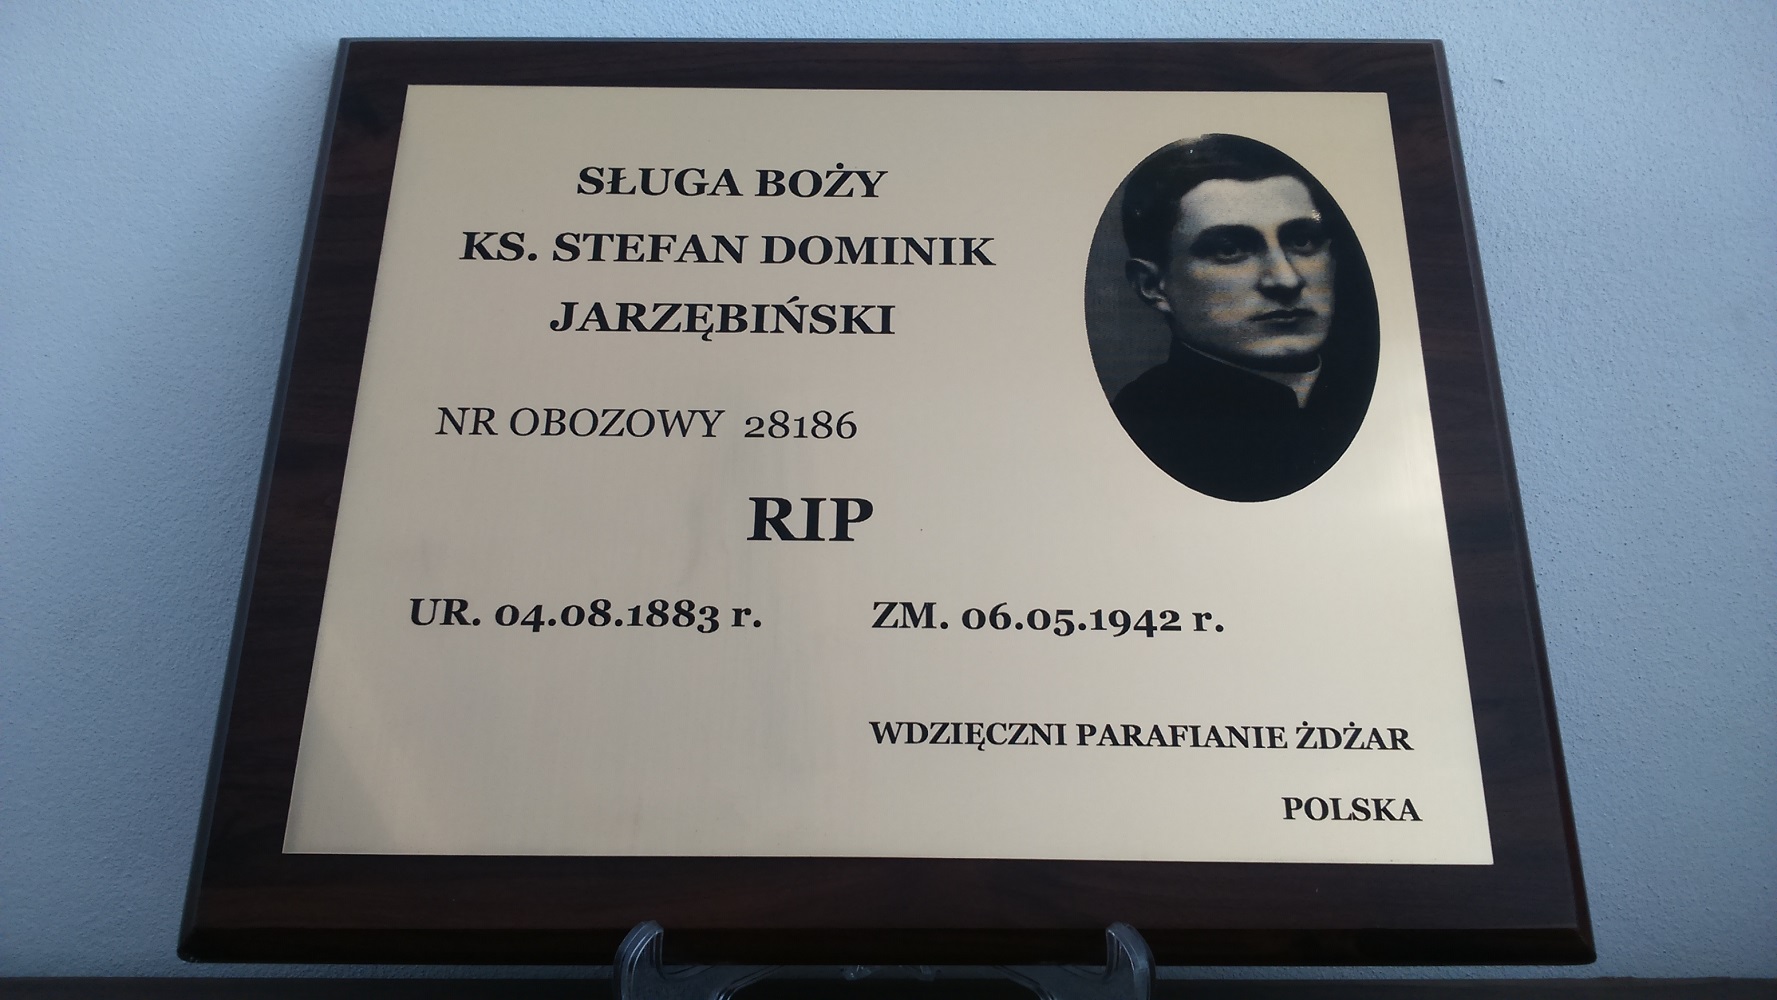 SŁUGA BOŻY
KS. STEFAN DOMINIK
JARZĘBIŃSKI
NR OBOZOWY 28186
RIP
UR. 04.08.1883 r. ZM. 06.05.1942 r.
WDZIĘCZNI PARAFIANIE ŻDŻAR
POLSKA